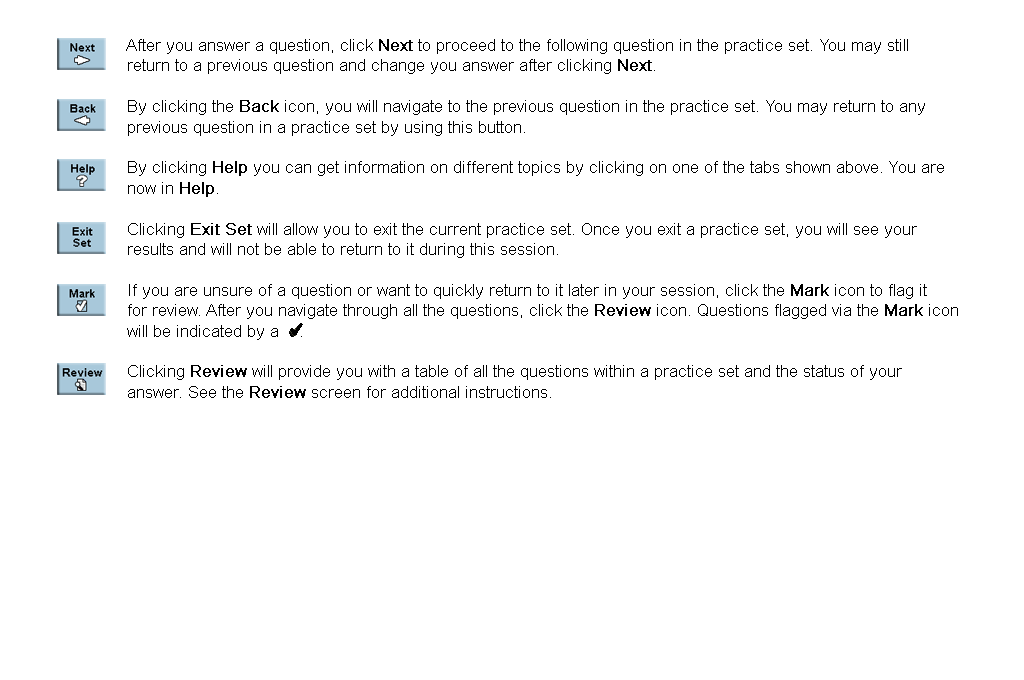 Next
After you answer a question, click Next to proceed to the following question in the practice set. You may still
return to a previous question and change you answer after clicking Next.
Back
By clicking the Back icon, you will navigate to the previous question in the practice set. You may return to any
previous question in a practice set by using this button.
Help
?
By clicking Help you can get information on different topics by clicking on one of the tabs shown above. You are
now in Help.
Exit
Set
Clicking Exit Set will allow you to exit the current practice set. Once you exit a practice set, you will see your
results and will not be able to return to it during this session.
Mark
If you are unsure of a question or want to quickly return to it later in your session, click the Mark icon to flag it
for review. After you navigate through all the questions, click the Review icon. Questions flagged via the Mark icon
will be indicated by a ✔.
Review
Clicking Review will provide you with a table of all the questions within a practice set and the status of your
answer. See the Review screen for additional instructions.